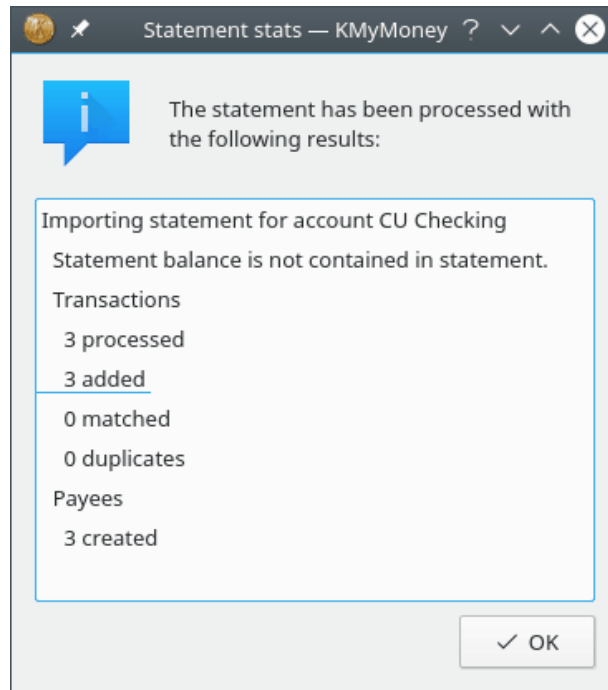 Statement stats — KMyMoney
The statement has been processed with
the following results:
Importing statement for account CU Checking
Statement balance is not contained in statement.
Transactions
3 processed
3 added
0 matched
0 duplicates
Payees
3 created
OK